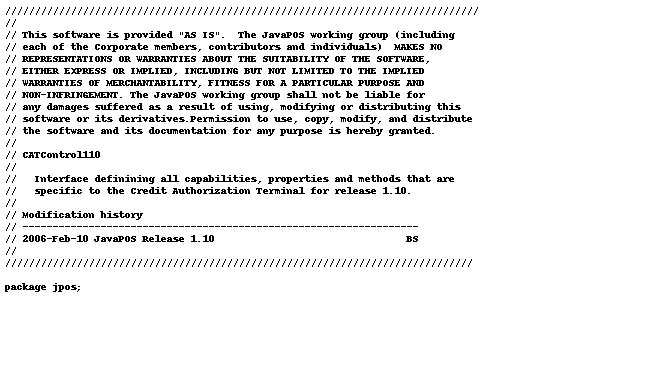 ///////////////////////////////////////////////////////////////////////////////
//
// This software is provided "AS IS".  The JavaPOS working group (including
// each of the Corporate members, contributors and individuals)  MAKES NO
// REPRESENTATIONS OR WARRANTIES ABOUT THE SUITABILITY OF THE SOFTWARE,
// EITHER EXPRESS OR IMPLIED, INCLUDING BUT NOT LIMITED TO THE IMPLIED
// WARRANTIES OF MERCHANTABILITY, FITNESS FOR A PARTICULAR PURPOSE AND
// NON-INFRINGEMENT. The JavaPOS working group shall not be liable for
// any damages suffered as a result of using, modifying or distributing this
// software or its derivatives.Permission to use, copy, modify, and distribute
// the software and its documentation for any purpose is hereby granted.
//
// CATControl110
//
//   Interface definining all capabilities, properties and methods that are
//   specific to the Credit Authorization Terminal for release 1.10.
//
// Modification history
// ------------------------------------------------------------------
// 2006-Feb-10 JavaPOS Release 1.10                                BS
//
//////////////////////////////////////////////////////////////////////////////
package jpos;